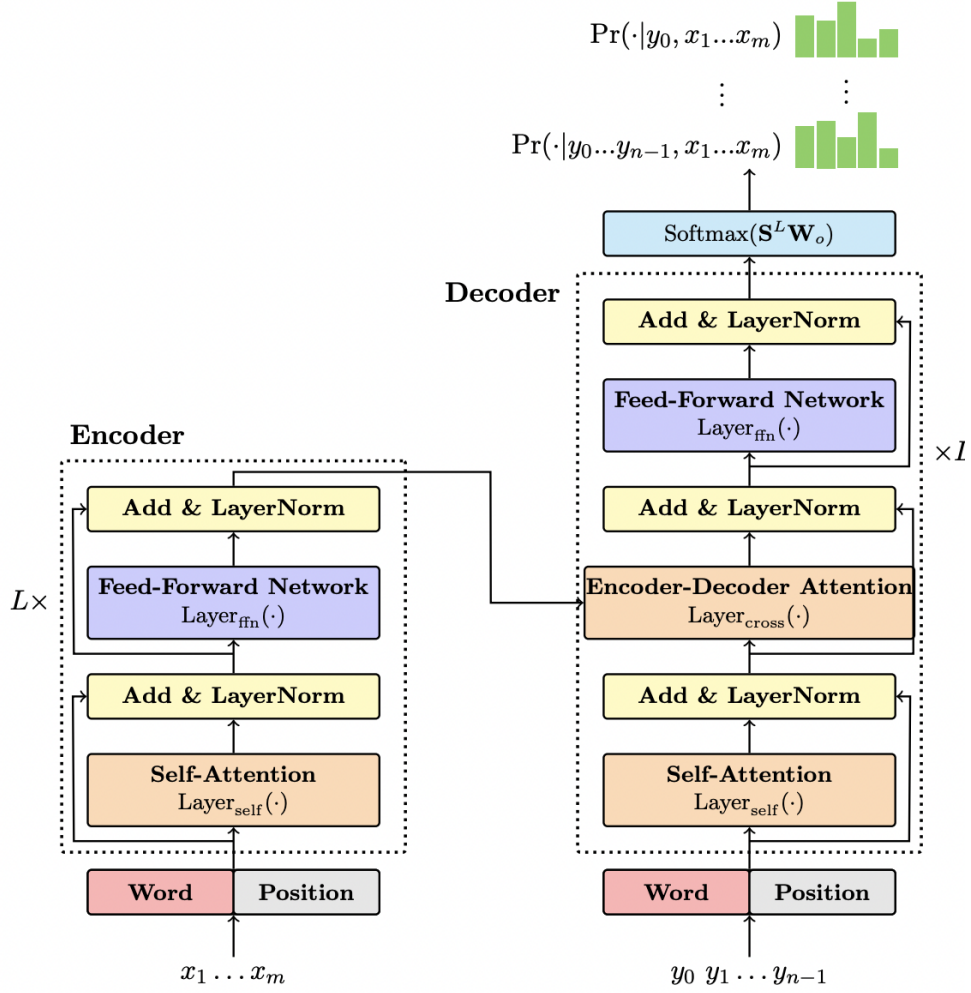 Pr(·|y₀, x₁...xₘ)
⋮ ⋮
Pr(·|y₀...yₙ₋₁, x₁...xₘ)
Softmax(SᴸWₒ)
Decoder
Add & LayerNorm
Feed-Forward Network
Layer_ffn(·)
×L
Add & LayerNorm
Encoder-Decoder Attention
Layer_cross(·)
Add & LayerNorm
Self-Attention
Layer_self(·)
Word Position
y₀ y₁ ... yₙ₋₁
Encoder
Add & LayerNorm
Feed-Forward Network
Layer_ffn(·)
L×
Add & LayerNorm
Self-Attention
Layer_self(·)
Word Position
x₁ ... xₘ